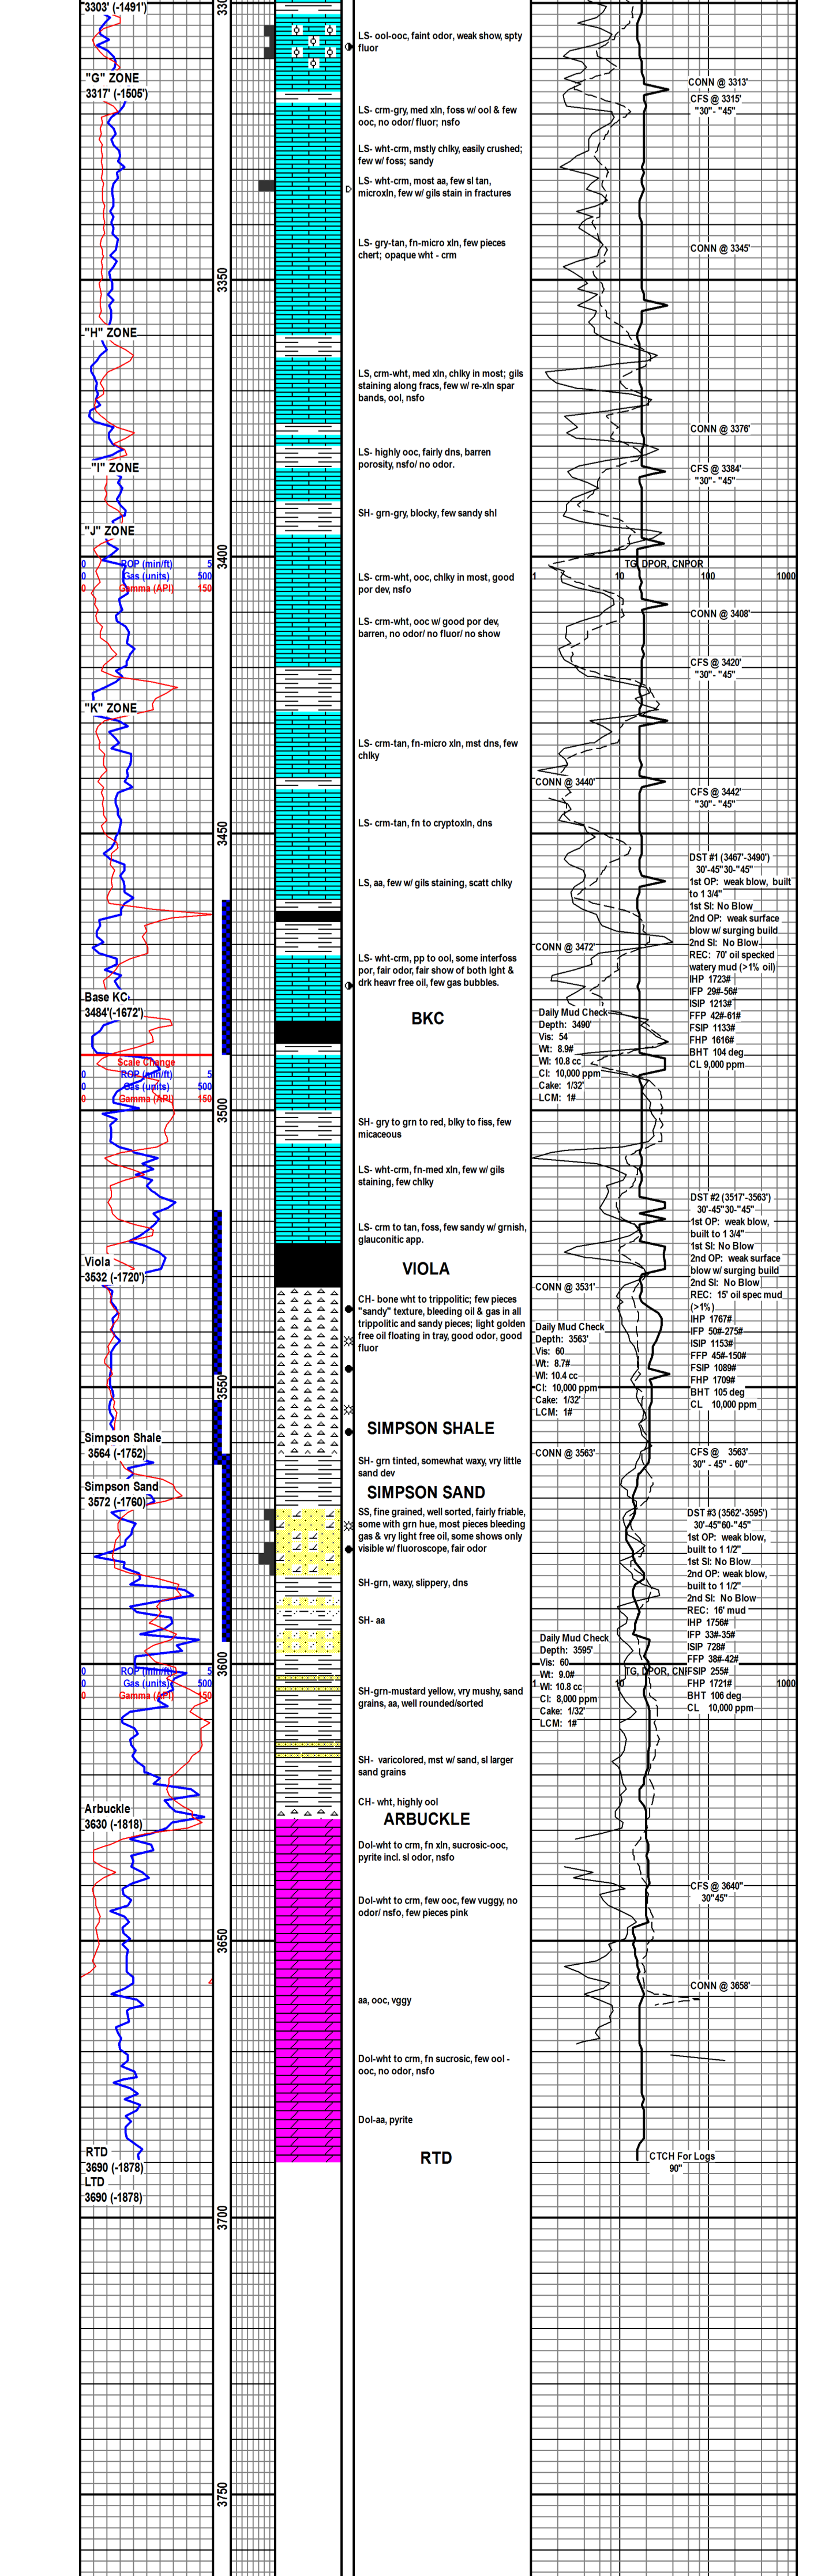 3303' (-1491')
"G" ZONE
3317' (-1505')
"H" ZONE
"I" ZONE
"J" ZONE
0 ROP (min/ft) 5
0 Gas (units) 500
0 Gamma (API) 150
"K" ZONE
Base KC
3484'(-1672')
Scale Change
0 ROP (min/ft) 5
0 Gas (units) 500
0 Gamma (API) 150
Viola
3532 (-1720')
Simpson Shale
3564 (-1752)
Simpson Sand
3572 (-1760)
0 ROP (min/ft) 5
0 Gas (units) 500
0 Gamma (API) 150
Arbuckle
3630 (-1818)
RTD
3690 (-1878)
LTD
3690 (-1878)
3350
3400
3450
3500
3550
3600
3650
3700
3750
LS- ool-ooc, faint odor, weak show, spty
fluor
LS- crm-gry, med xln, foss w/ ool & few
ooc, no odor/ fluor; nsfo
LS- wht-crm, mstly chlky, easily crushed;
few w/ foss; sandy
LS- wht-crm, most aa, few sl tan,
microxln, few w/ gils stain in fractures
LS- gry-tan, fn-micro xln, few pieces
chert; opaque wht - crm
LS, crm-wht, med xln, chlky in most; gils
staining along fracs, few w/ re-xln spar
bands, ool, nsfo
LS- highly ooc, fairly dns, barren
porosity, nsfo/ no odor.
SH- grn-gry, blocky, few sandy shl
LS- crm-wht, ooc, chlky in most, good
por dev, nsfo
LS- crm-wht, ooc w/ good por dev,
barren, no odor/ no fluor/ no show
LS- crm-tan, fn-micro xln, mst dns, few
chlky
LS- crm-tan, fn to cryptoxln, dns
LS, aa, few w/ gils staining, scatt chlky
LS- wht-crm, pp to ool, some interfoss
por, fair odor, fair show of both lght &
drk heavr free oil, few gas bubbles.
BKC
SH- gry to grn to red, blky to fiss, few
micaceous
LS- wht-crm, fn-med xln, few w/ gils
staining, few chlky
LS- crm to tan, foss, few sandy w/ grnish,
glauconitic app.
VIOLA
CH- bone wht to trippolitic; few pieces
"sandy" texture, bleeding oil & gas in all
trippolitic and sandy pieces; light golden
free oil floating in tray, good odor, good
fluor
SIMPSON SHALE
SH- grn tinted, somewhat waxy, vry little
sand dev
SIMPSON SAND
SS, fine grained, well sorted, fairly friable,
some with grn hue, most pieces bleeding
gas & vry light free oil, some shows only
visible w/ fluoroscope, fair odor
SH-grn, waxy, slippery, dns
SH- aa
SH-grn-mustard yellow, vry mushy, sand
grains, aa, well rounded/sorted
SH- varicolored, mst w/ sand, sl larger
sand grains
CH- wht, highly ool
ARBUCKLE
Dol-wht to crm, fn xln, sucrosic-ooc,
pyrite incl. sl odor, nsfo
Dol-wht to crm, few ooc, few vuggy, no
odor/ nsfo, few pieces pink
aa, ooc, vggy
Dol-wht to crm, fn sucrosic, few ool -
ooc, no odor, nsfo
Dol-aa, pyrite
RTD
CONN @ 3313'
CFS @ 3315'
"30"- "45"
CONN @ 3345'
CONN @ 3376'
CFS @ 3384'
"30"- "45"
TG, DPOR, CNPOR
1 10 100 1000
CONN @ 3408'
CFS @ 3420'
"30"- "45"
CONN @ 3440'
CFS @ 3442'
"30"- "45"
DST #1 (3467'-3490')
30'-45"30-"45"
1st OP: weak blow, built
to 1 3/4"
1st SI: No Blow
2nd OP: weak surface
blow w/ surging build
2nd SI: No Blow
REC: 70' oil specked
watery mud (>1% oil)
IHP 1723#
IFP 29#-56#
ISIP 1213#
FFP 42#-61#
FSIP 1133#
FHP 1616#
BHT 104 deg
CL 9,000 ppm
CONN @ 3472'
Daily Mud Check
Depth: 3490'
Vis: 54
Wt: 8.9#
Wl: 10.8 cc
Cl: 10,000 ppm
Cake: 1/32'
LCM: 1#
DST #2 (3517'-3563')
30'-45"30-"45"
1st OP: weak blow,
built to 1 3/4"
1st SI: No Blow
2nd OP: weak surface
blow w/ surging build
2nd SI: No Blow
REC: 15' oil spec mud
(>1%)
IHP 1767#
IFP 50#-275#
ISIP 1153#
FFP 45#-150#
FSIP 1089#
FHP 1709#
BHT 105 deg
CL 10,000 ppm
CONN @ 3531'
Daily Mud Check
Depth: 3563'
Vis: 60
Wt: 8.7#
Wl: 10.4 cc
Cl: 10,000 ppm
Cake: 1/32'
LCM: 1#
CONN @ 3563'
CFS @ 3563'
30" - 45" - 60"
DST #3 (3562'-3595')
30'-45"60-"45"
1st OP: weak blow,
built to 1 1/2"
1st SI: No Blow
2nd OP: weak blow,
built to 1 1/2"
2nd SI: No Blow
REC: 16' mud
IHP 1756#
IFP 33#-35#
ISIP 728#
FFP 38#-42#
FSIP 255#
FHP 1721#
BHT 106 deg
CL 10,000 ppm
Daily Mud Check
Depth: 3595'
Vis: 60
Wt: 9.0#
Wl: 10.8 cc
Cl: 8,000 ppm
Cake: 1/32'
LCM: 1#
TG, DPOR,
1 10 1000
CFS @ 3640"
30"45"
CONN @ 3658'
CTCH For Logs
90"